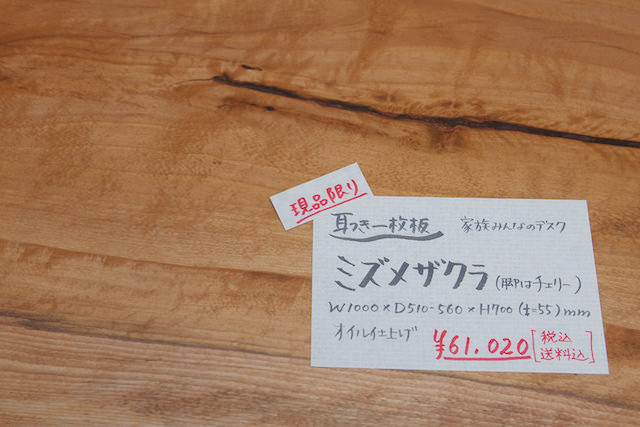 現品限り
耳つき一枚板 家族みんなのデスク
ミズメザクラ (脚はチェリー)
W1000×D510-560×H700 (t=55) mm
オイル仕上げ ¥61.020 [税込 送料込]